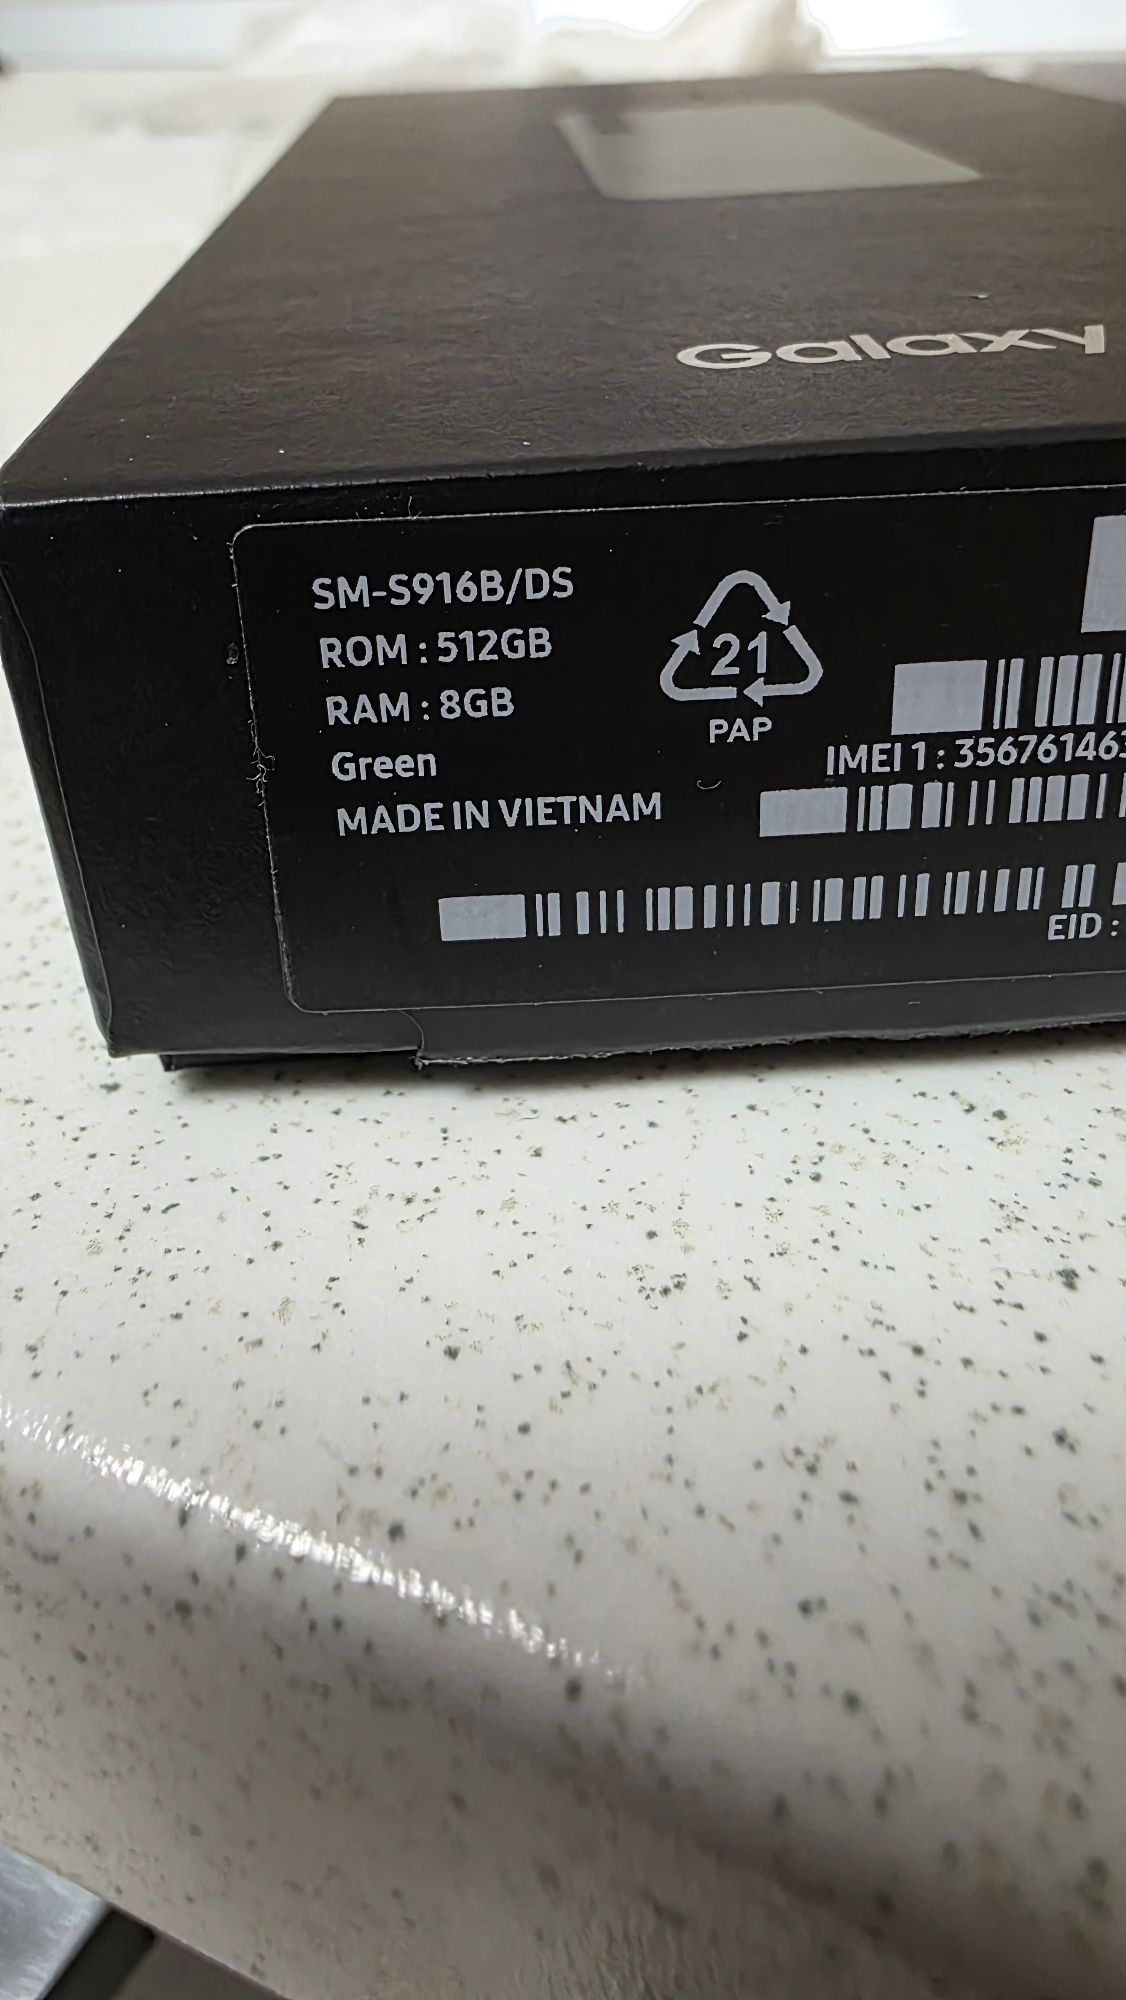 Galaxy
SM-S916B/DS
ROM : 512GB
RAM : 8GB
Green
MADE IN VIETNAM
21
PAP
IMEI 1 : 356761463
EID :